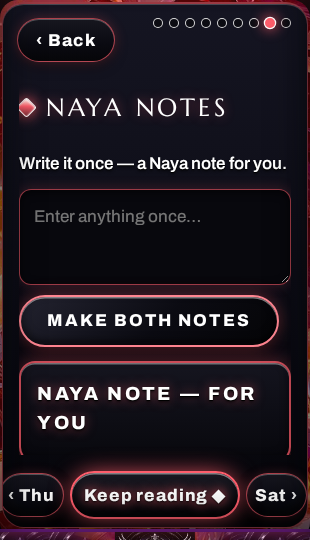 ‹ Back
NAYA NOTES
Write it once — a Naya note for you.
Enter anything once...
MAKE BOTH NOTES
NAYA NOTE — FOR
YOU
‹ Thu
Keep reading ◆
Sat ›